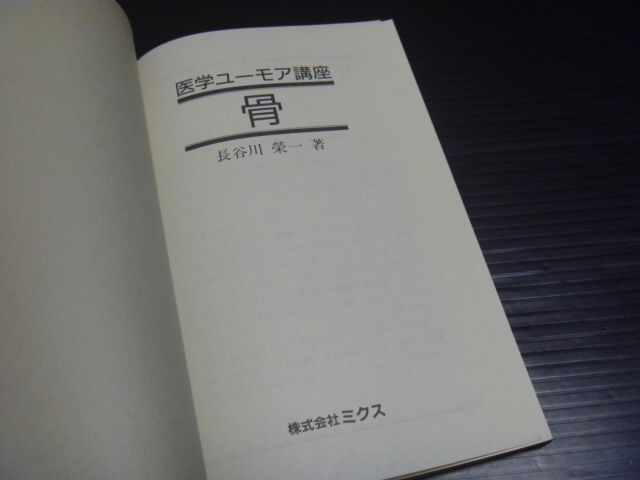 医学ユーモア講座
骨
長谷川 榮一 著
株式会社ミクス